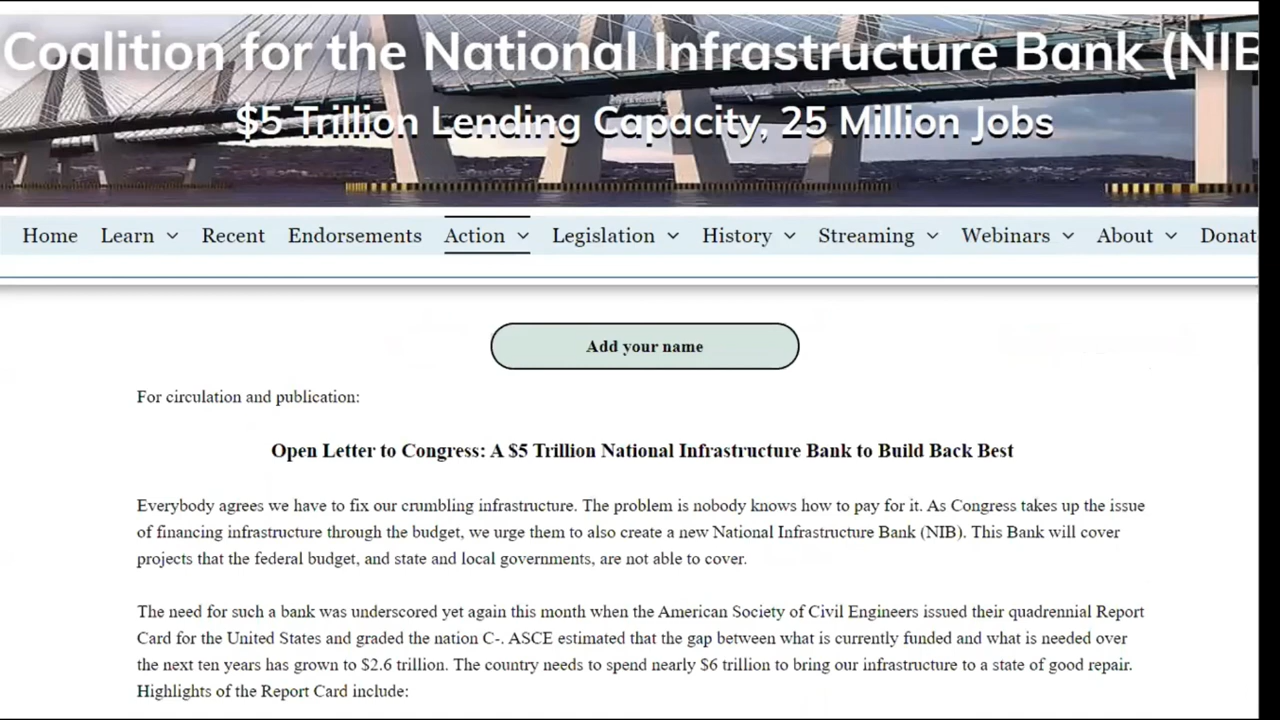 Coalition for the National Infrastructure Bank (NIB
$5 Trillion Lending Capacity, 25 Million Jobs
Home Learn Recent Endorsements Action Legislation History Streaming Webinars About Donat
Add your name
For circulation and publication:
Open Letter to Congress: A $5 Trillion National Infrastructure Bank to Build Back Best
Everybody agrees we have to fix our crumbling infrastructure. The problem is nobody knows how to pay for it. As Congress takes up the issue
of financing infrastructure through the budget, we urge them to also create a new National Infrastructure Bank (NIB). This Bank will cover
projects that the federal budget, and state and local governments, are not able to cover.
The need for such a bank was underscored yet again this month when the American Society of Civil Engineers issued their quadrennial Report
Card for the United States and graded the nation C-. ASCE estimated that the gap between what is currently funded and what is needed over
the next ten years has grown to $2.6 trillion. The country needs to spend nearly $6 trillion to bring our infrastructure to a state of good repair.
Highlights of the Report Card include: